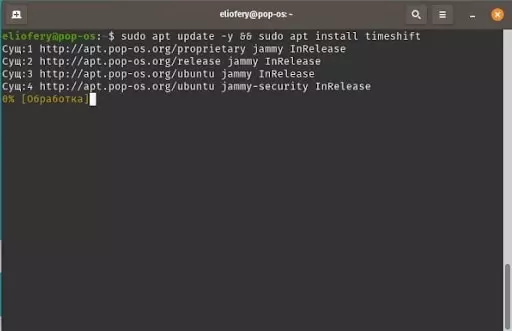 eliofery@pop-os: ~
eliofery@pop-os:~$ sudo apt update -y && sudo apt install timeshift
Сущ:1 http://apt.pop-os.org/proprietary jammy InRelease
Сущ:2 http://apt.pop-os.org/release jammy InRelease
Сущ:3 http://apt.pop-os.org/ubuntu jammy InRelease
Сущ:4 http://apt.pop-os.org/ubuntu jammy-security InRelease
0% [Обработка]